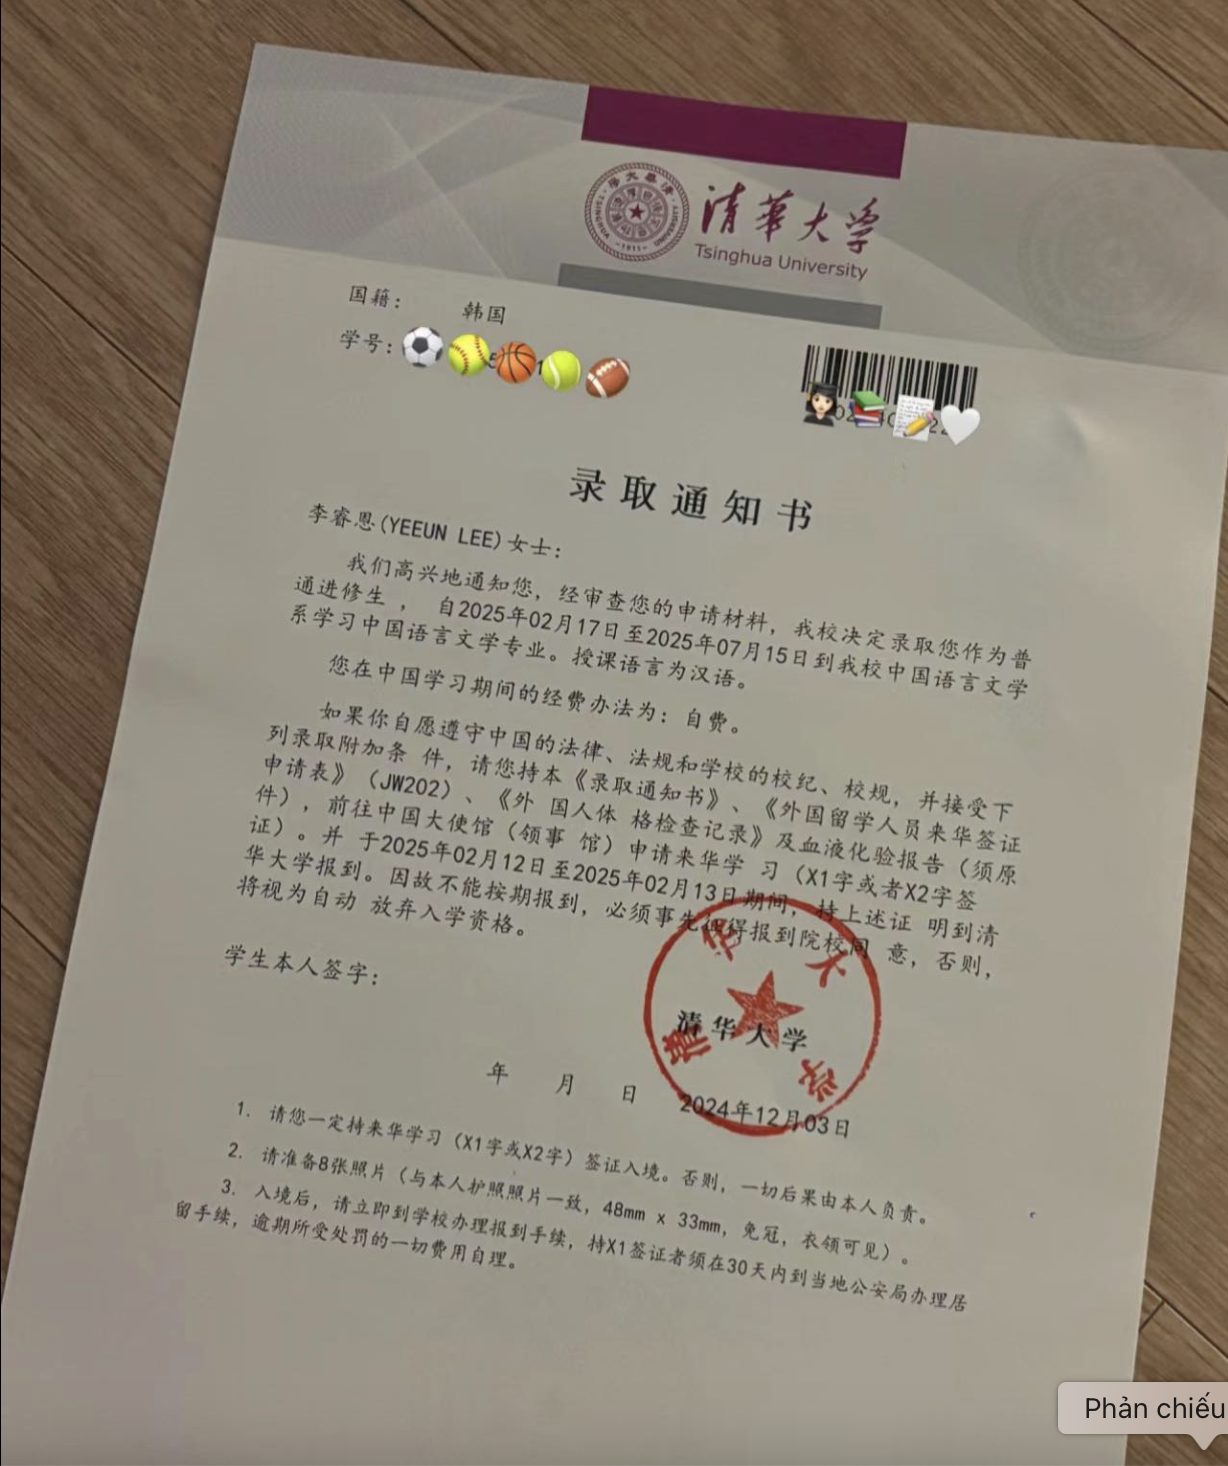 清華大学
Tsinghua University
国籍： 韩国
学号：
录取通知书
李睿恩(YEEUN LEE)女士：
我们高兴地通知您，经审查您的申请材料，我校决定录取您作为普
通进修生 ， 自2025年02月17日至2025年07月15日到我校中国语言文学
系学习中国语言文学专业。授课语言为汉语。
您在中国学习期间的经费办法为：自费。
如果你自愿遵守中国的法律、法规和学校的校纪、校规，并接受下
列录取附加条 件，请您持本《录取通知书》、《外国留学人员来华签证
申请表》（JW202）、《外 国人体 格检查记录》及血液化验报告（须原
件），前往中国大使馆（领事 馆）申请来华学 习（X1字或者X2字签
证）。并 于2025年02月12日至2025年02月13日期间，持上述证 明到清
华大学报到。因故不能按期报到，必须事先征得报到院校同 意，否则，
将视为自动 放弃入学资格。
学生本人签字：
清华大学
清华大学
年 月 日 2024年12月03日
1. 请您一定持来华学习（X1字或X2字）签证入境。否则，一切后果由本人负责。
2. 请准备8张照片（与本人护照照片一致，48mm x 33mm，免冠，衣领可见）。
3. 入境后，请立即到学校办理报到手续，持X1签证者须在30天内到当地公安局办理居
留手续，逾期所受处罚的一切费用自理。
Phản chiếu